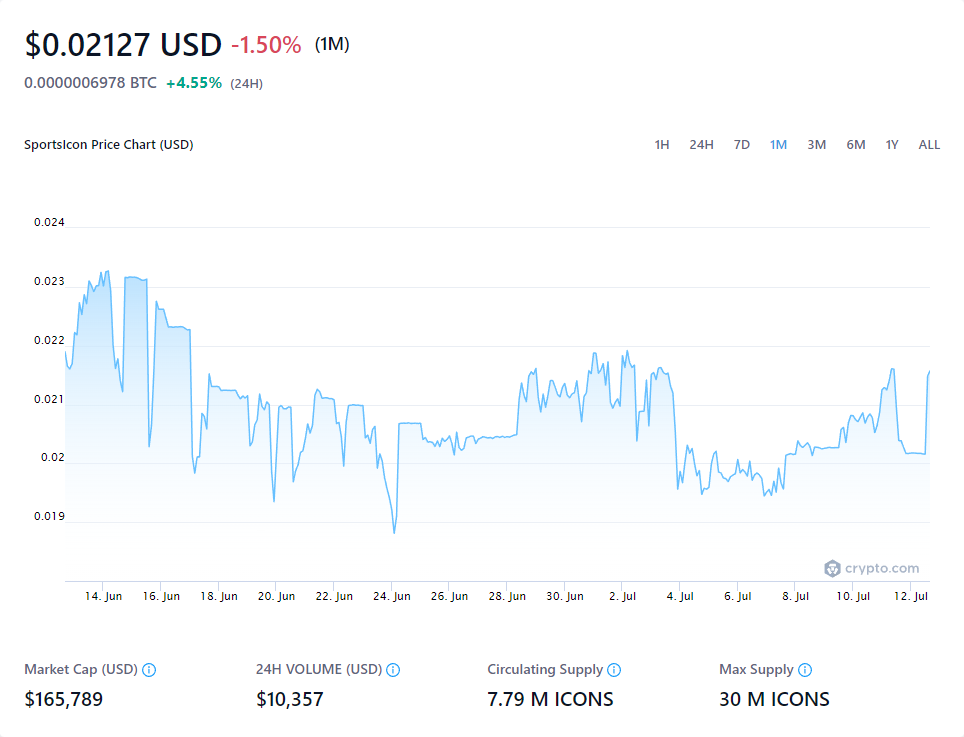 $0.02127 USD -1.50% (1M)
0.0000006978 BTC +4.55% (24H)
SportsIcon Price Chart (USD) 1H 24H 7D 1M 3M 6M 1Y ALL
0.024
0.023
0.022
0.021
0.02
0.019
crypto.com
14. Jun 16. Jun 18. Jun 20. Jun 22. Jun 24. Jun 26. Jun 28. Jun 30. Jun 2. Jul 4. Jul 6. Jul 8. Jul 10. Jul 12. Jul
Market Cap (USD) 24H VOLUME (USD) Circulating Supply Max Supply
$165,789 $10,357 7.79 M ICONS 30 M ICONS